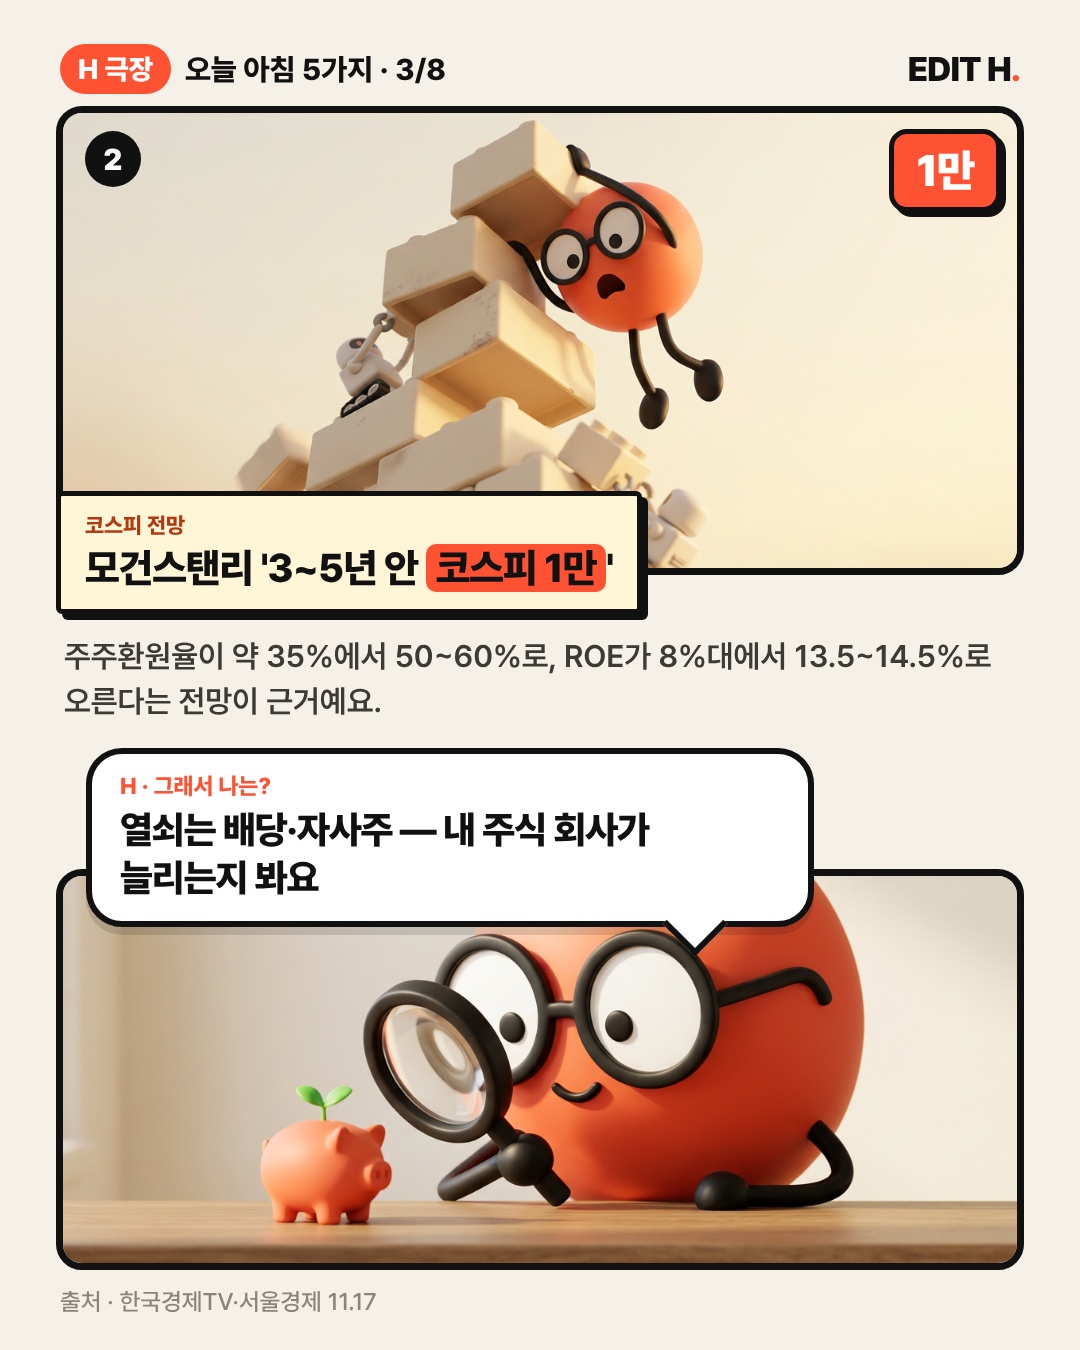 H 극장 오늘 아침 5가지 · 3/8
EDIT H.
2
1만
코스피 전망
모건스탠리 '3~5년 안 코스피 1만'
주주환원율이 약 35%에서 50~60%로, ROE가 8%대에서 13.5~14.5%로
오른다는 전망이 근거예요.
H · 그래서 나는?
열쇠는 배당·자사주 — 내 주식 회사가
늘리는지 봐요
출처 · 한국경제TV·서울경제 11.17